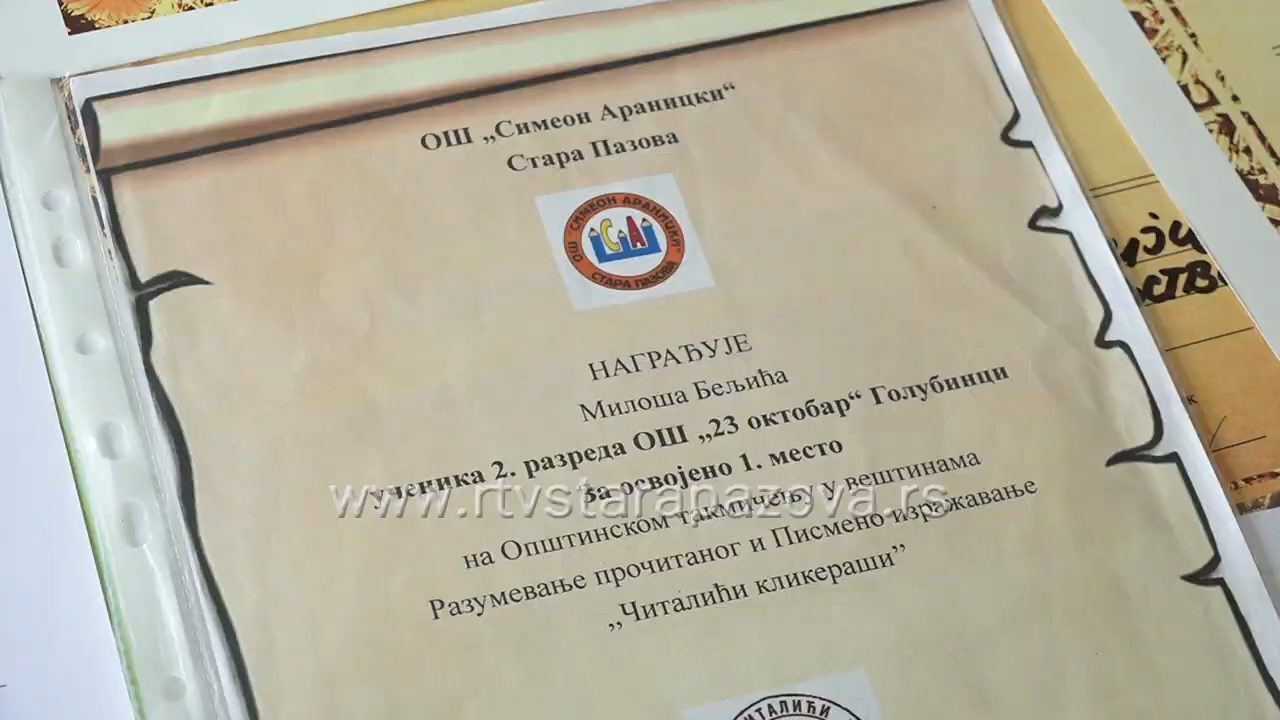 ОШ „Симеон Араницки“
Стара Пазова
ОШ "СИМЕОН АРАНИЦКИ"
СА
СТАРА ПАЗОВА
НАГРАЂУЈЕ
Милоша Бељића
ученика 2. разреда ОШ „23 октобар“ Голубинци
за освојено 1. место
www.rtvstarapazova.rs
на Општинском такмичењу у вештинама
Разумевање прочитаног и Писмено изражавање
,,Читалићи кликераши”
ЧИТАЛИЋИ